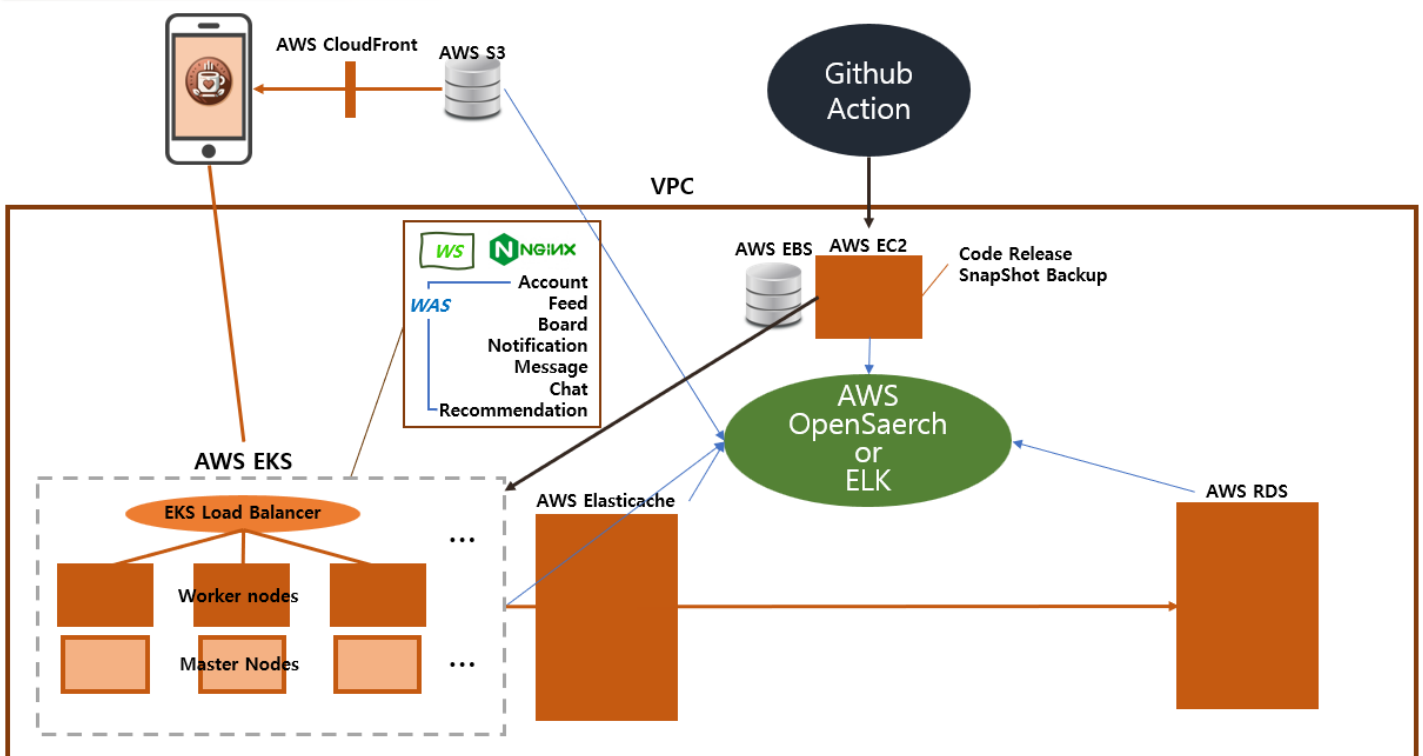 AWS CloudFront
AWS S3
Github
Action
VPC
WS
NGINX
WAS
Account
Feed
Board
Notification
Message
Chat
Recommendation
AWS EBS
AWS EC2
Code Release
SnapShot Backup
AWS
OpenSaerch
or
ELK
AWS EKS
EKS Load Balancer
...
Worker nodes
Master Nodes
...
AWS Elasticache
AWS RDS